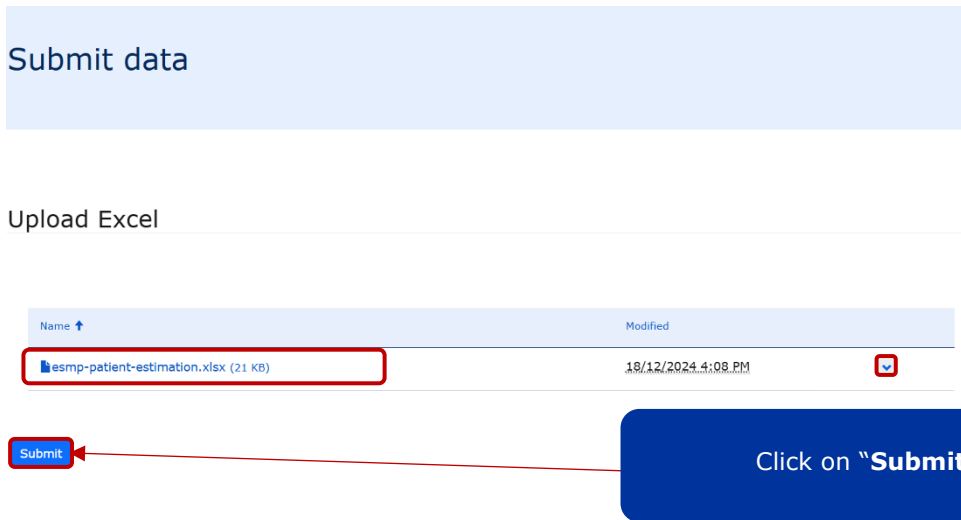 Submit data
Upload Excel
Name ↑ Modified
esmp-patient-estimation.xlsx (21 KB) 18/12/2024 4:08 PM
Submit
Click on “Submit